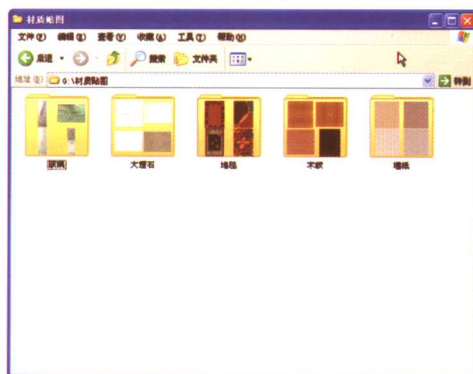 材质贴图
文件(F) 编辑(E) 查看(V) 收藏(A) 工具(T) 帮助(H)
后退 搜索 文件夹
地址(D) G:\材质贴图 转到
玻璃 大理石 地毯 木纹 墙纸